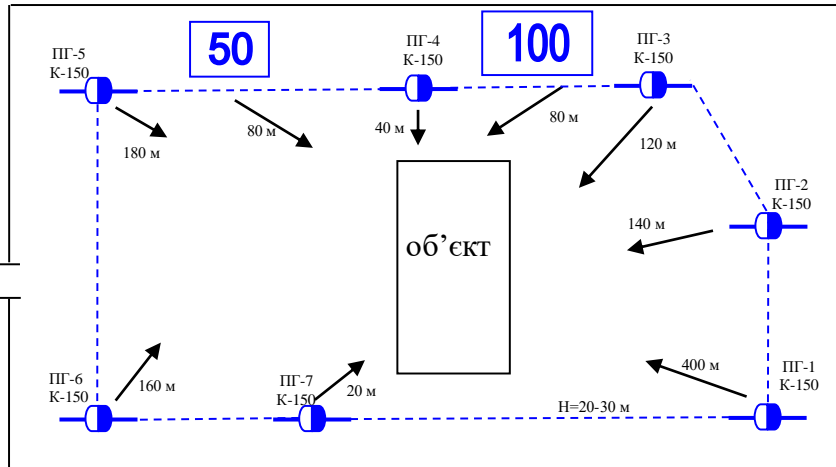 50
100
ПГ-5
К-150
ПГ-4
К-150
ПГ-3
К-150
180 м
80 м
40 м
80 м
120 м
ПГ-2
К-150
140 м
об’єкт
ПГ-6
К-150
160 м
ПГ-7
К-150
20 м
400 м
ПГ-1
К-150
Н=20-30 м